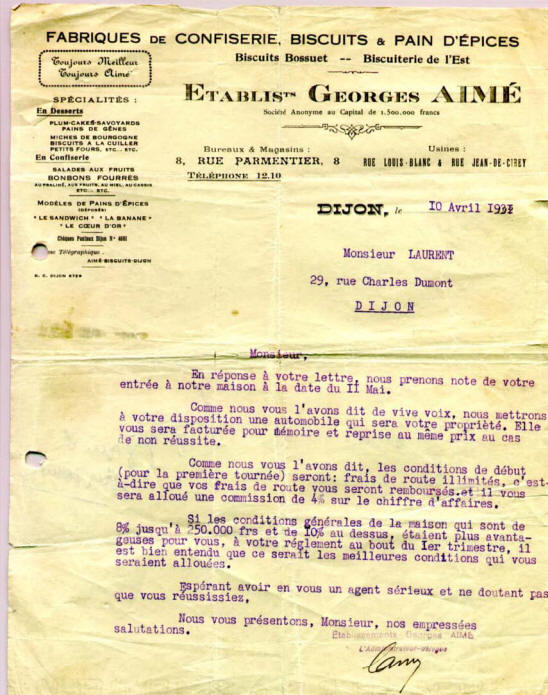 FABRIQUES DE CONFISERIE, BISCUITS & PAIN D'ÉPICES
Toujours Meilleur
Toujours Aimé
Biscuits Bossuet -- Biscuiterie de l'Est
ETABLISTS GEORGES AIMÉ
Société Anonyme au Capital de 1.500.000 francs
SPÉCIALITÉS :
En Desserts
PLUM-CAKES-SAVOYARDS
PAINS DE GÊNES
MICHES DE BOURGOGNE
BISCUITS A LA CUILLER
PETITS FOURS, ETC... ETC.
En Confiserie
SALADES AUX FRUITS
BONBONS FOURRÉS
AU PRALINÉ, AUX FRUITS, AU MIEL, AU CASSIS
ETC... ETC.
MODÈLES DE PAINS D'ÉPICES
(DÉPOSÉS)
"LE SANDWICH" "LA BANANE"
"LE CŒUR D'OR"
Chèques Postaux Dijon N°
Télégraphique :
AIMÉ-BISCUITS-DIJON
R. C. DIJON
Bureaux & Magasins :
8, RUE PARMENTIER, 8
TÉLÉPHONE 12.10
Usines :
RUE LOUIS-BLANC & RUE JEAN-DE-CIREY
DIJON, le 10 Avril
Monsieur LAURENT
29, rue Charles Dumont
DIJON
Monsieur,
En réponse à votre lettre, nous prenons note de votre
entrée à notre maison à la date du II Mai.
Comme nous vous l'avons dit de vive voix, nous mettrons
à votre disposition une automobile qui sera votre propriété. Elle
vous sera facturée pour mémoire et reprise au même prix au cas
de non réussite.
Comme nous vous l'avons dit, les conditions de début
(pour la première tournée) seront: frais de route illimités, c'est-
à-dire que vos frais de route vous seront remboursés.et il vous
sera alloué une commission de 4% sur le chiffre d'affaires.
Si les conditions générales de la maison qui sont de
8% jusqu'à 250.000 frs et de 10% au dessus, étaient plus avanta-
geuses pour vous, à votre réglement au bout du Ier trimestre, il
est bien entendu que ce serait les meilleures conditions qui vous
seraient allouées.
Espérant avoir en vous un agent sérieux et ne doutant pas
que vous réussissiez,
Nous vous présentons, Monsieur, nos empressées
salutations.
Etablissements Georges AIMÉ